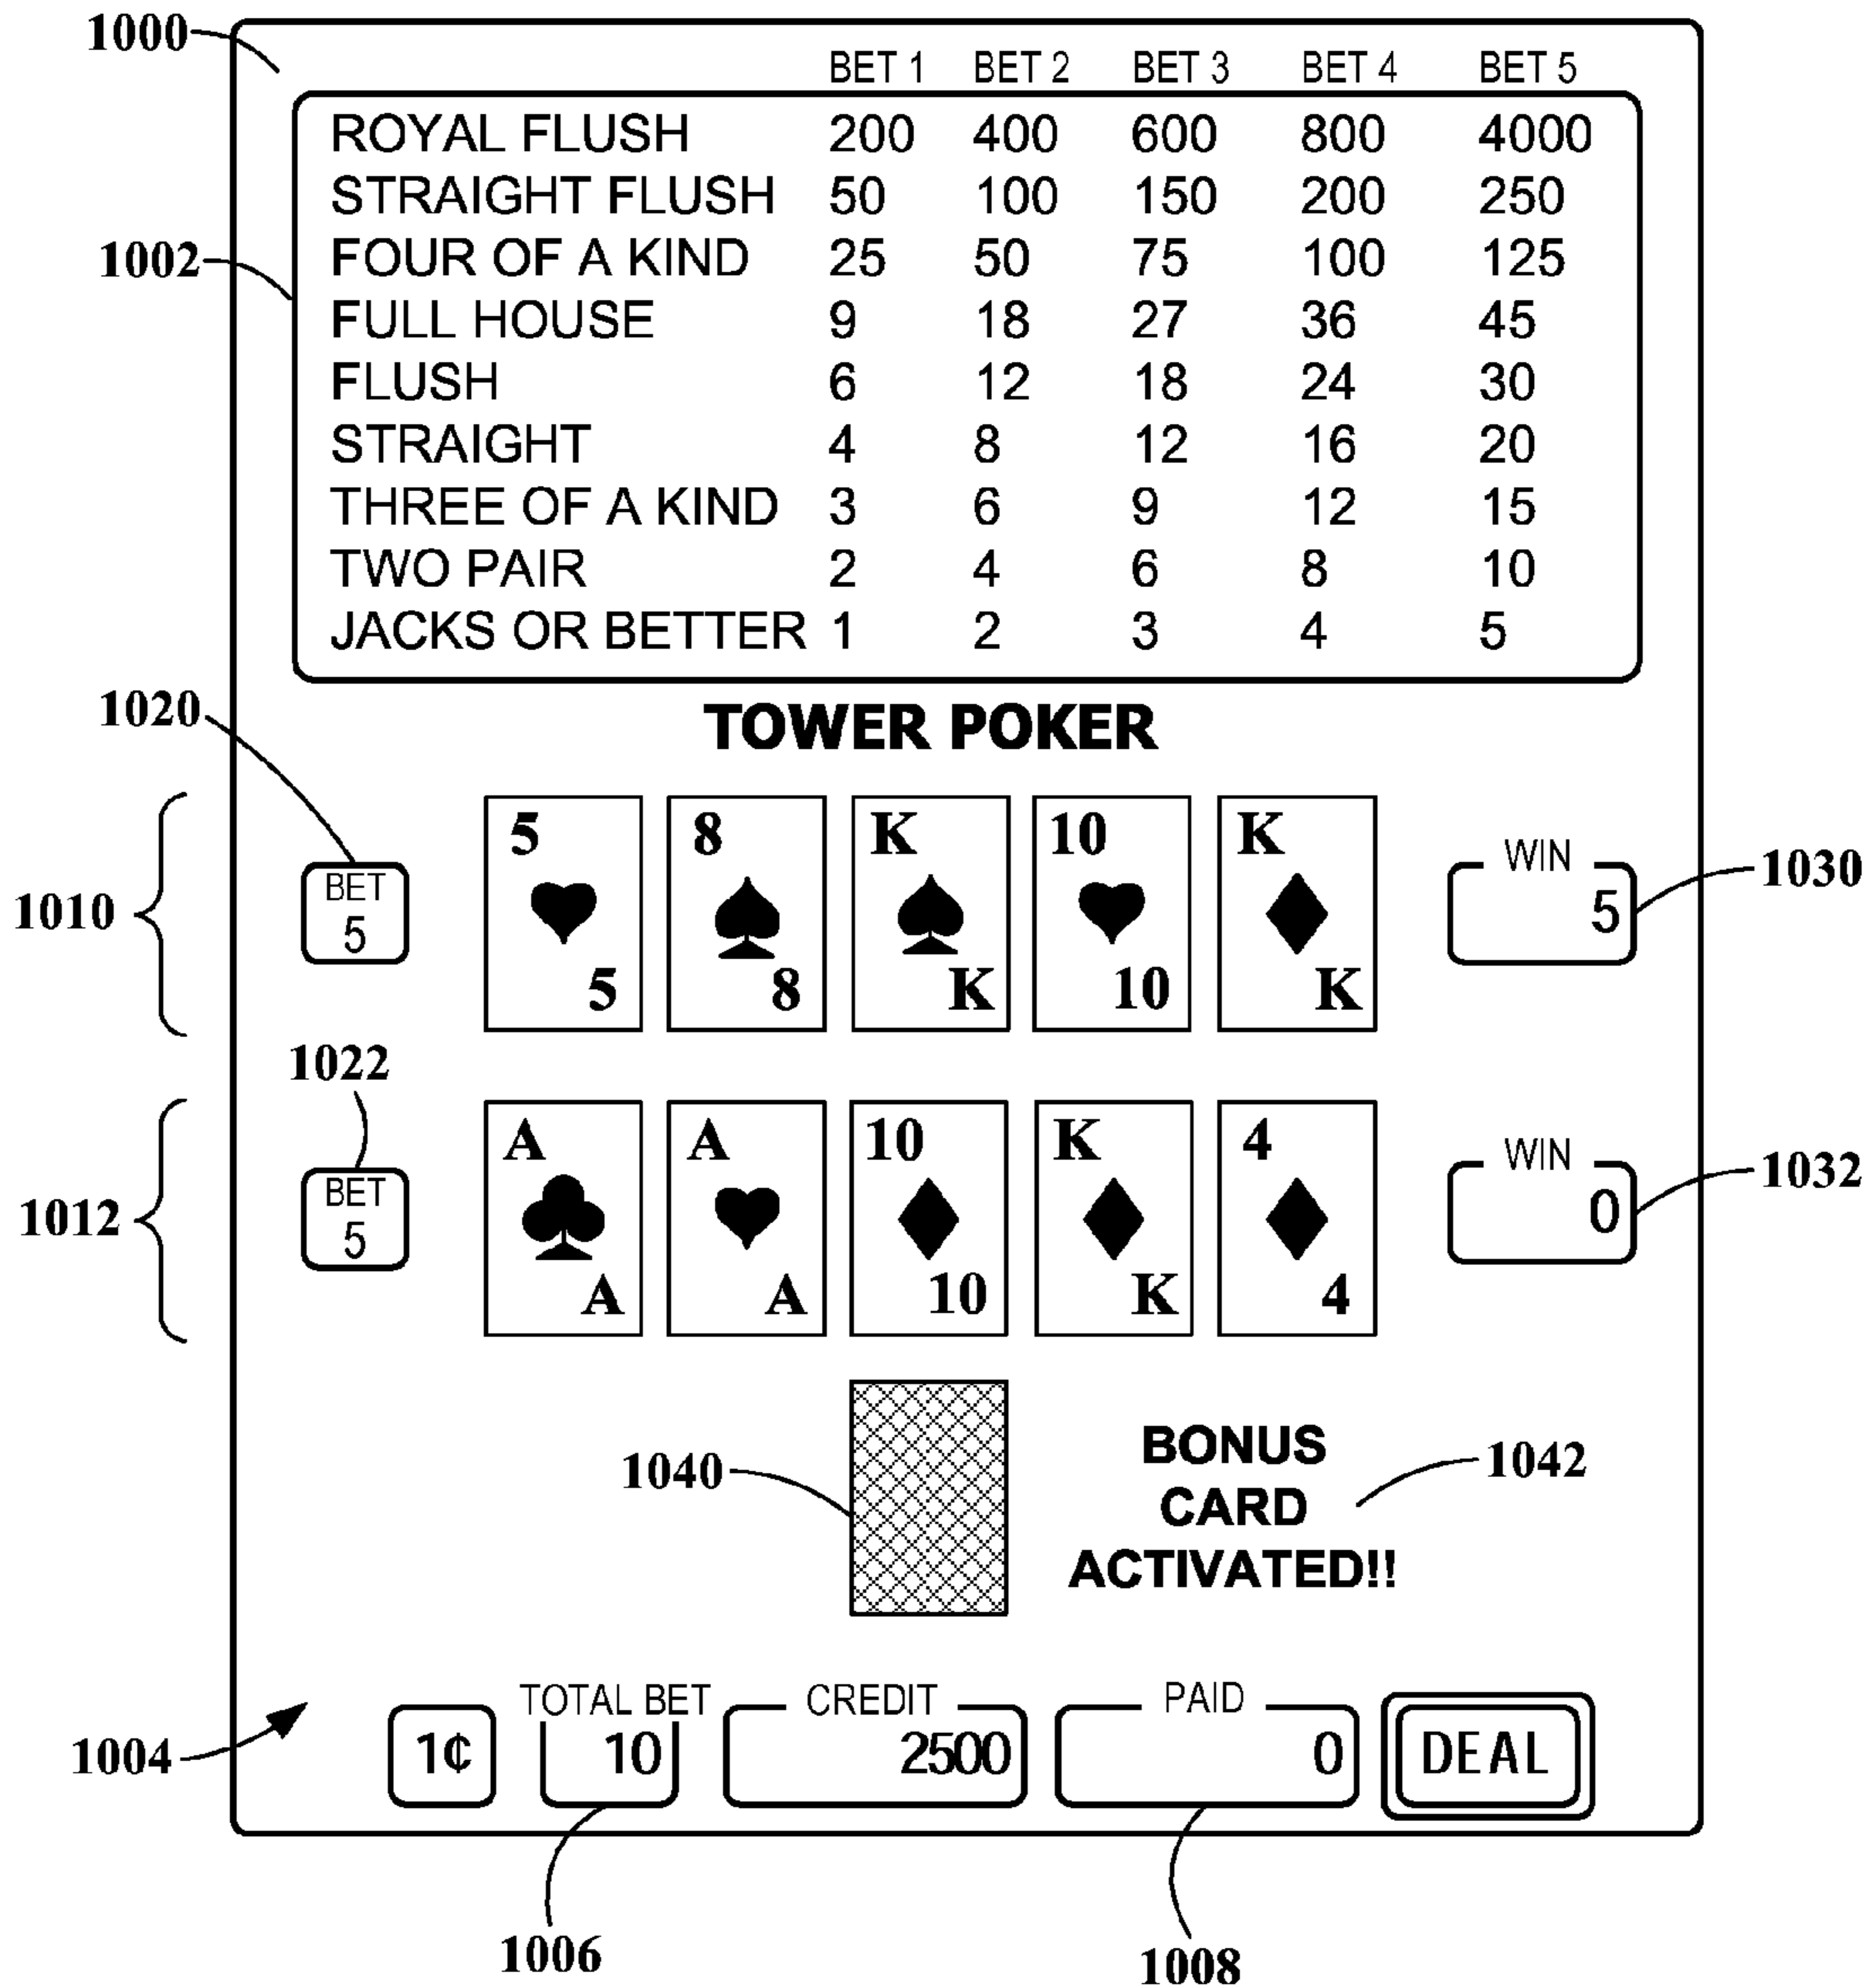 1000
BET 1 BET 2 BET 3 BET 4 BET 5
ROYAL FLUSH 200 400 600 800 4000
STRAIGHT FLUSH 50 100 150 200 250
1002 FOUR OF A KIND 25 50 75 100 125
FULL HOUSE 9 18 27 36 45
FLUSH 6 12 18 24 30
STRAIGHT 4 8 12 16 20
THREE OF A KIND 3 6 9 12 15
TWO PAIR 2 4 6 8 10
JACKS OR BETTER 1 2 3 4 5
1020
TOWER POKER
5 8 K 10 K
WIN 1030
BET
1010 5 5
5 8 K 10 K
1022
A A 10 K 4
WIN 1032
BET
1012 5 0
A A 10 K 4
BONUS
1040 CARD 1042
ACTIVATED!!
TOTAL BET CREDIT PAID
1004 1¢ 10 2500 0 DEAL
1006 1008